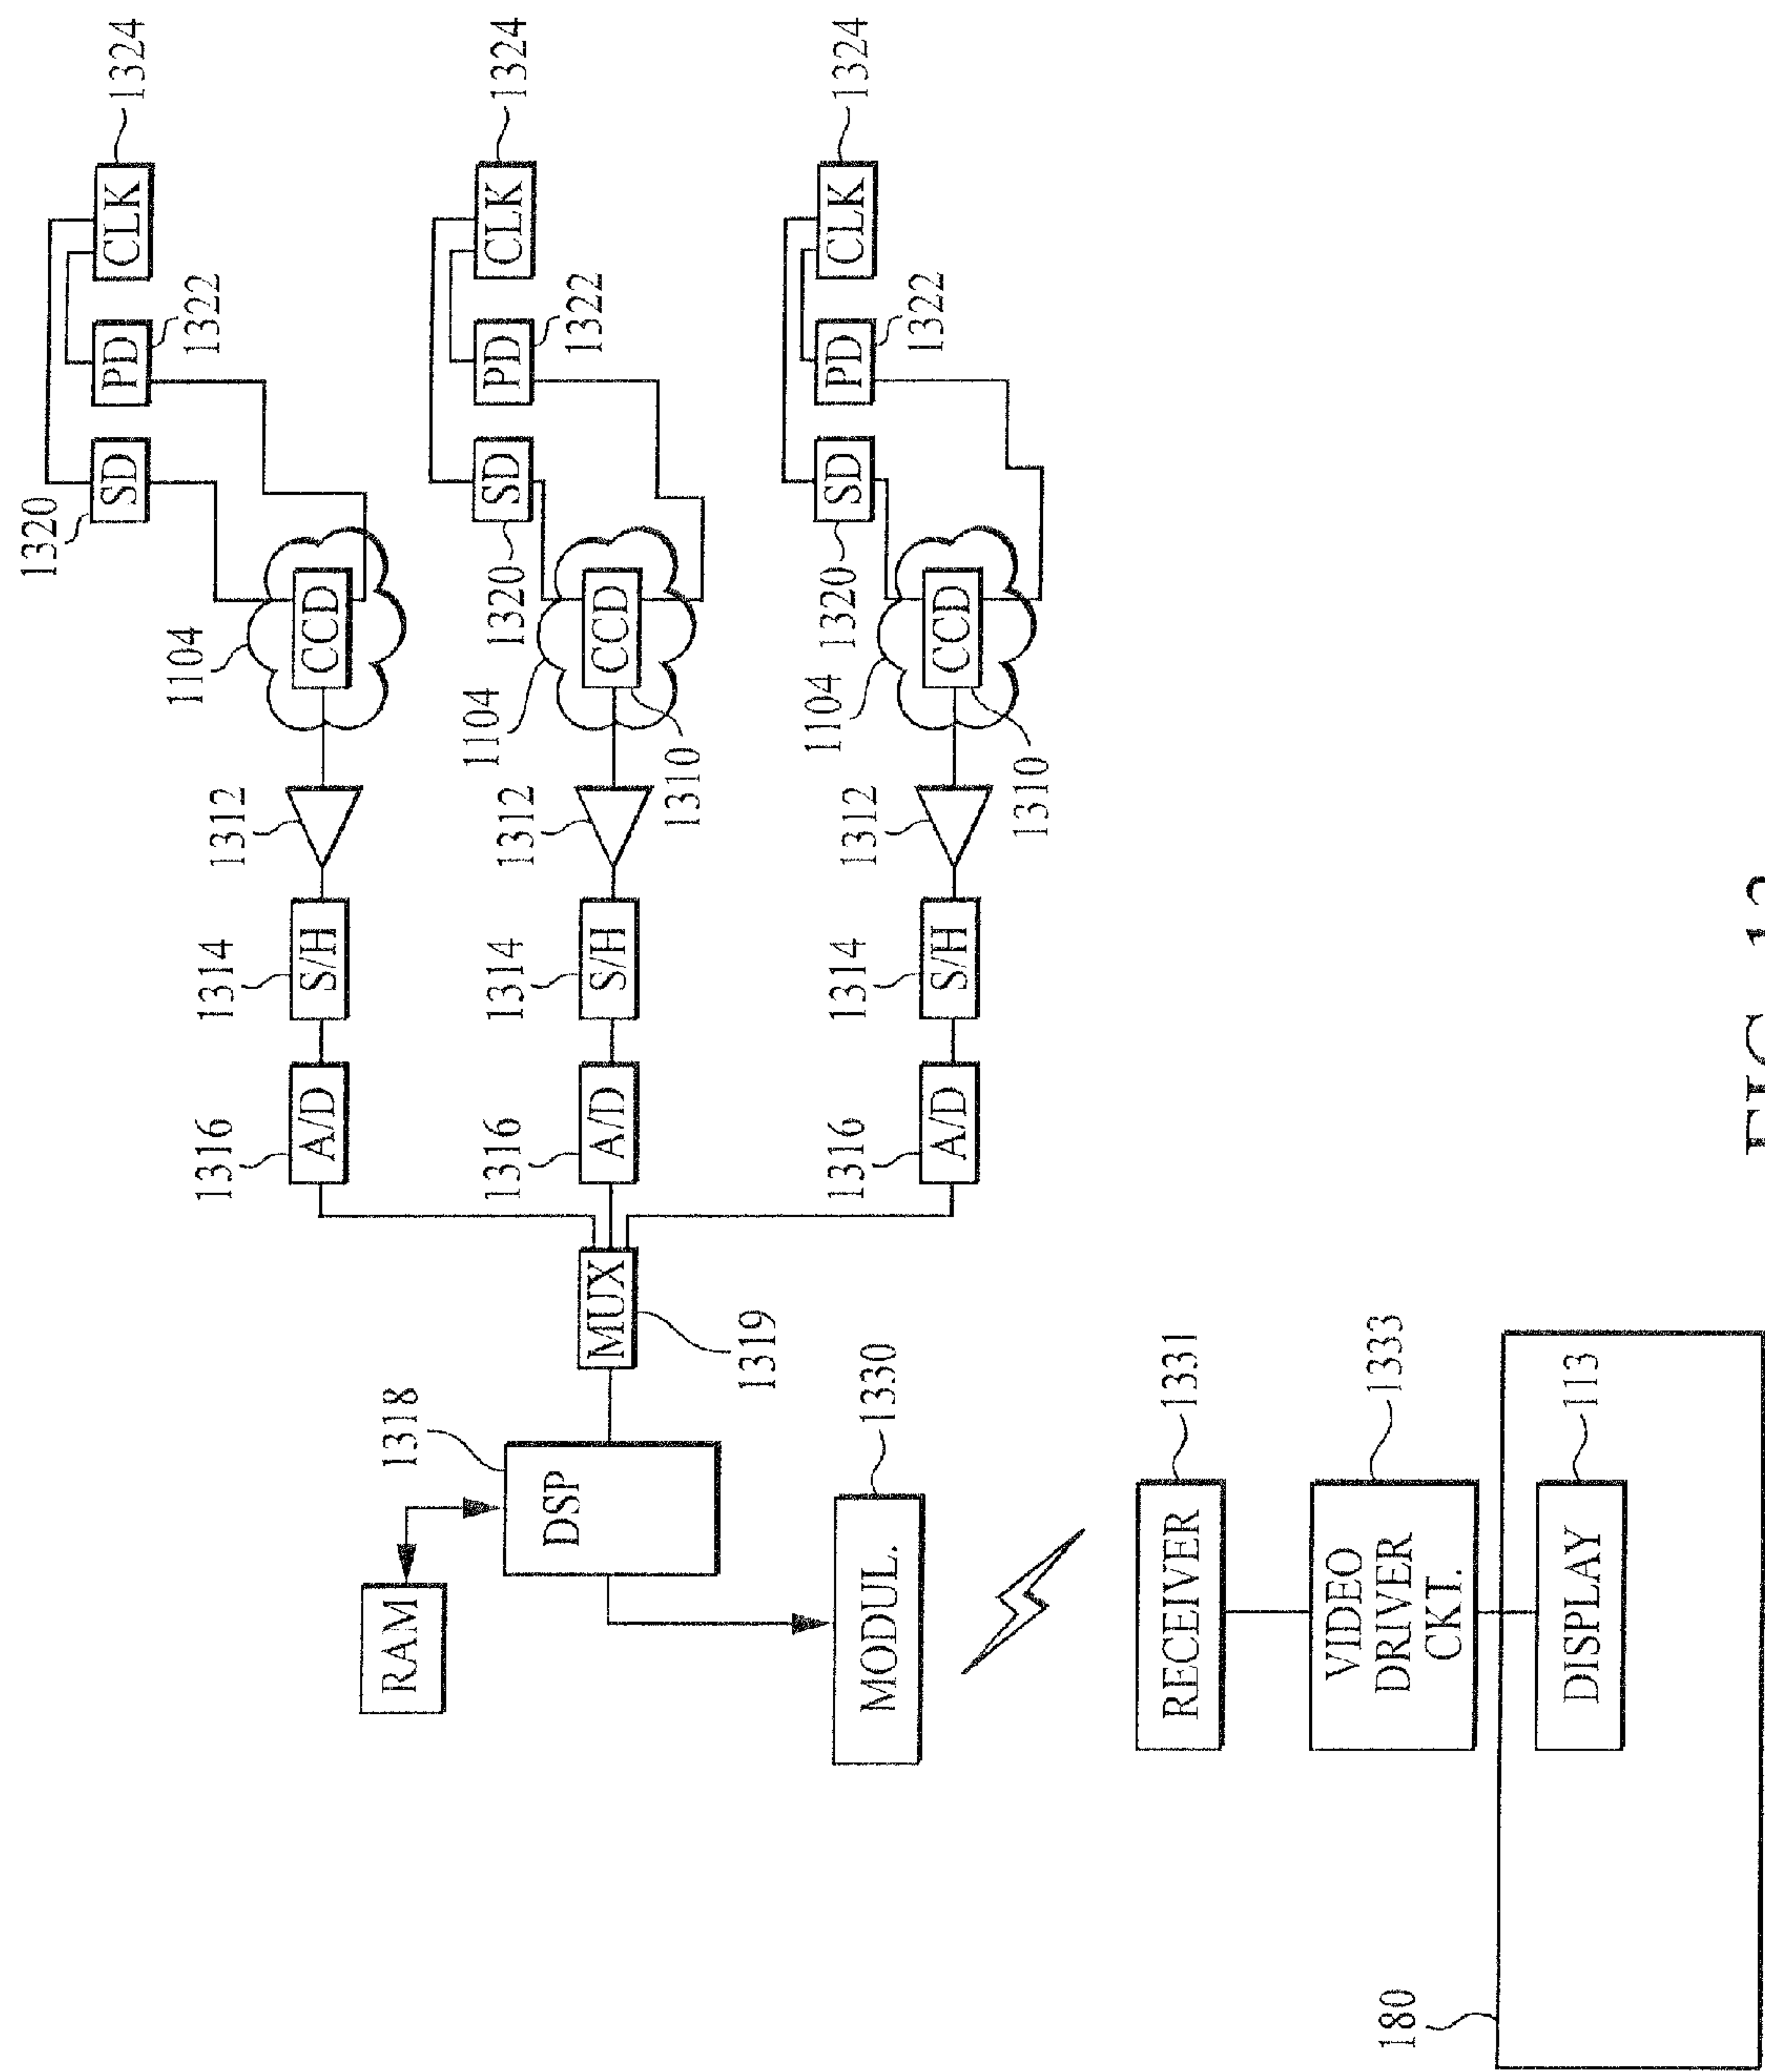 1320
SD
PD
1322
CLK
1324
1104
CCD
1312
1314
S/H
1316
A/D
1320
SD
PD
1322
CLK
1324
1104
CCD
1310
1312
1314
S/H
1316
A/D
1320
SD
PD
1322
CLK
1324
1104
CCD
1310
1312
1314
S/H
1316
A/D
MUX
1319
1318
DSP
RAM
MODUL.
1330
RECEIVER
1331
VIDEO
DRIVER
CKT.
1333
DISPLAY
113
180